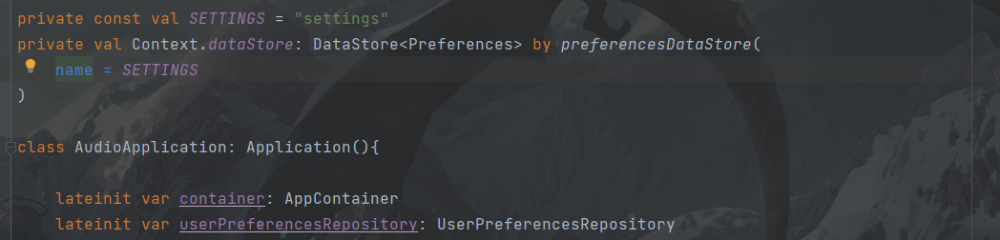 private const val SETTINGS = "settings"
private val Context.dataStore: DataStore<Preferences> by preferencesDataStore(
    name = SETTINGS
)
class AudioApplication: Application(){
    lateinit var container: AppContainer
    lateinit var userPreferencesRepository: UserPreferencesRepository